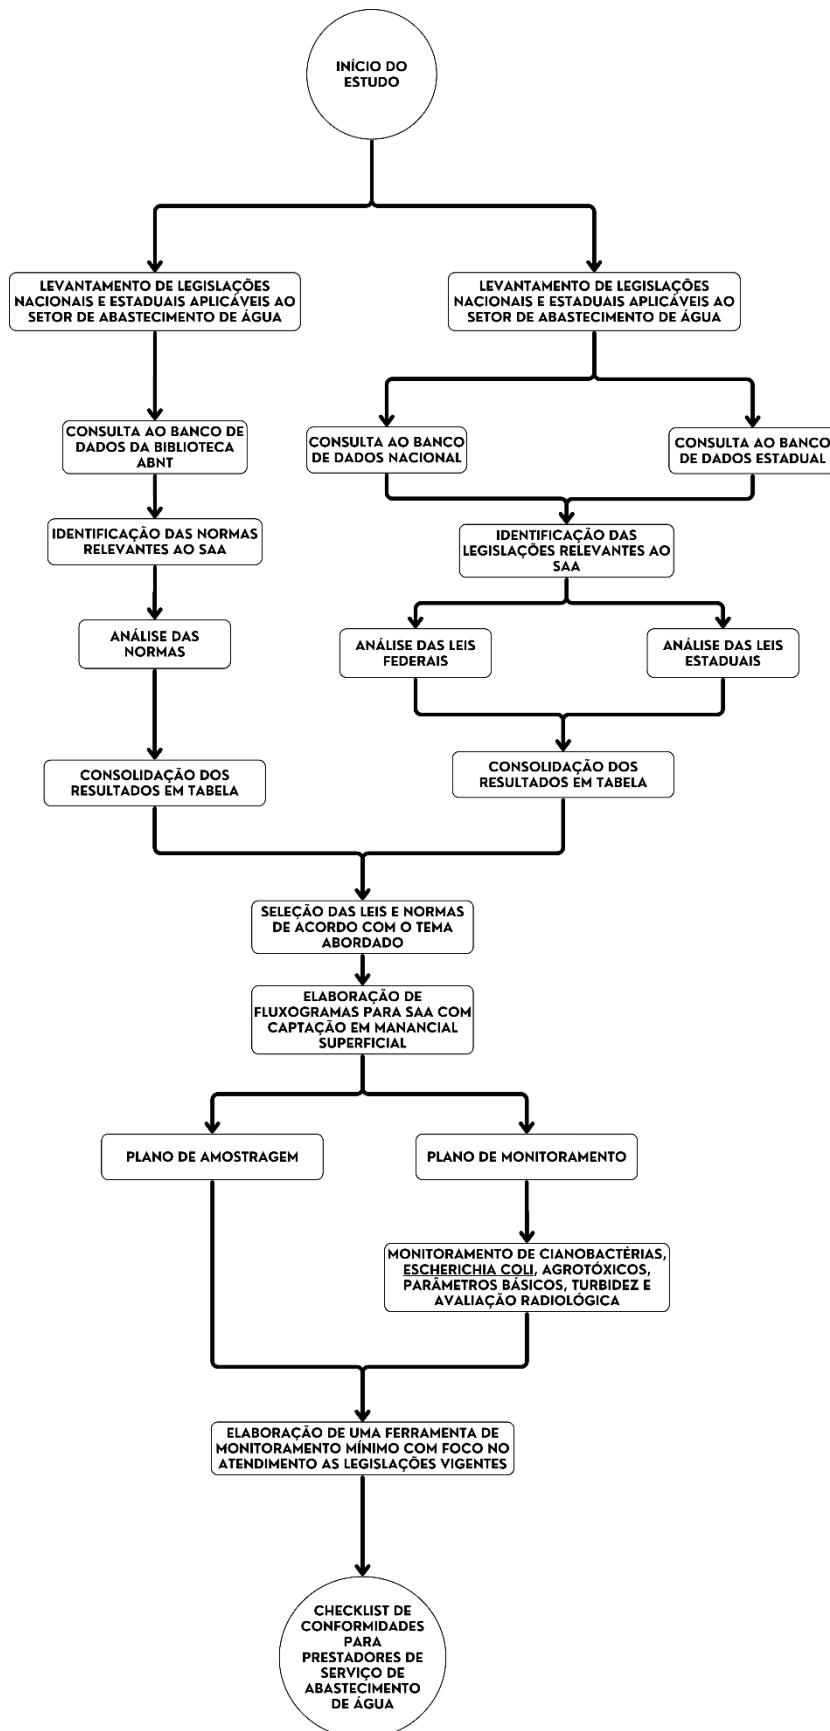 INÍCIO DO
ESTUDO
LEVANTAMENTO DE LEGISLAÇÕES
NACIONAIS E ESTADUAIS APLICÁVEIS AO
SETOR DE ABASTECIMENTO DE ÁGUA
LEVANTAMENTO DE LEGISLAÇÕES
NACIONAIS E ESTADUAIS APLICÁVEIS AO
SETOR DE ABASTECIMENTO DE ÁGUA
CONSULTA AO BANCO DE
DADOS DA BIBLIOTECA
ABNT
CONSULTA AO BANCO
DE DADOS NACIONAL
CONSULTA AO BANCO
DE DADOS ESTADUAL
IDENTIFICAÇÃO DAS NORMAS
RELEVANTES AO SAA
IDENTIFICAÇÃO DAS
LEGISLAÇÕES RELEVANTES AO
SAA
ANÁLISE DAS
NORMAS
ANÁLISE DAS LEIS
FEDERAIS
ANÁLISE DAS LEIS
ESTADUAIS
CONSOLIDAÇÃO DOS
RESULTADOS EM TABELA
CONSOLIDAÇÃO DOS
RESULTADOS EM TABELA
SELEÇÃO DAS LEIS E NORMAS
DE ACORDO COM O TEMA
ABORDADO
ELABORAÇÃO DE
FLUXOGRAMAS PARA SAA COM
CAPTAÇÃO EM MANANCIAL
SUPERFICIAL
PLANO DE AMOSTRAGEM
PLANO DE MONITORAMENTO
MONITORAMENTO DE CIANOBACTÉRIAS,
ESCHERICHIA COLI, AGROTÓXICOS,
PARÂMETROS BÁSICOS, TURBIDEZ E
AVALIAÇÃO RADIOLÓGICA
ELABORAÇÃO DE UMA FERRAMENTA DE
MONITORAMENTO MÍNIMO COM FOCO NO
ATENDIMENTO AS LEGISLAÇÕES VIGENTES
CHECKLIST DE
CONFORMIDADES
PARA
PRESTADORES DE
SERVIÇO DE
ABASTECIMENTO
DE ÁGUA